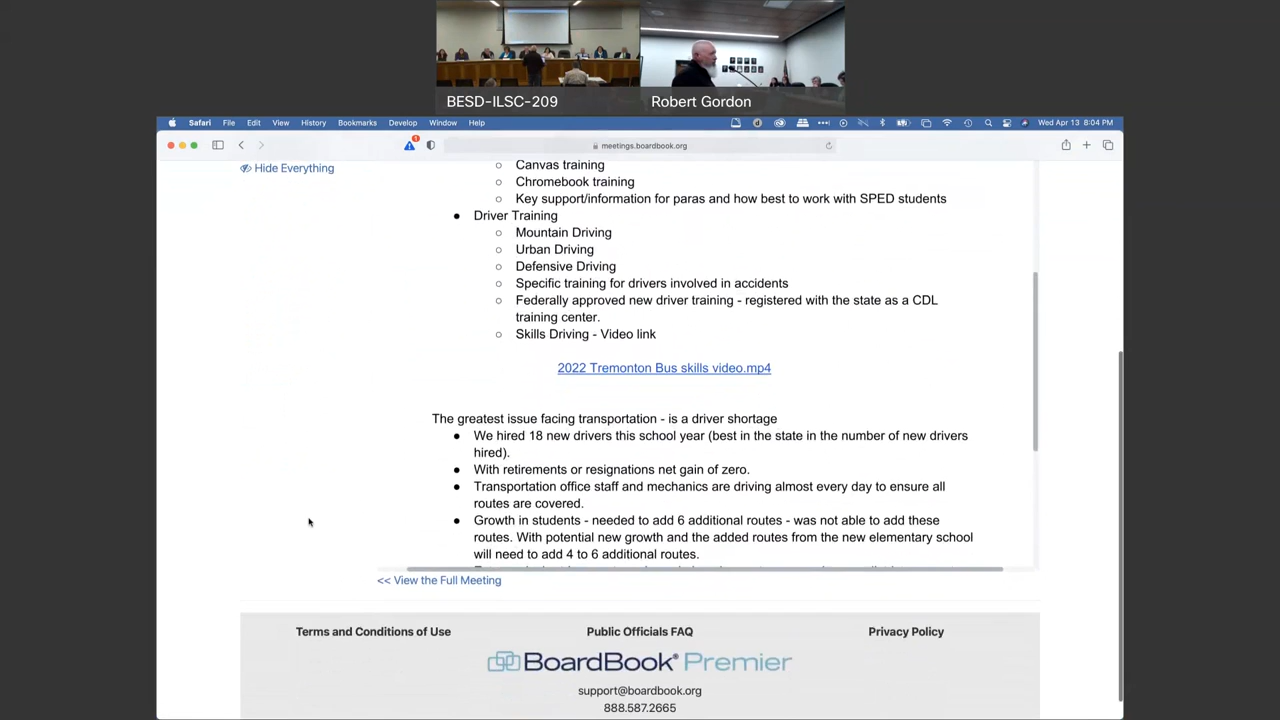 BESD-ILSC-209
Robert Gordon
Safari File Edit View History Bookmarks Develop Window Help
Wed Apr 13 8:04 PM
meetings.boardbook.org
Hide Everything
○ Canvas training
○ Chromebook training
○ Key support/information for paras and how best to work with SPED students
● Driver Training
○ Mountain Driving
○ Urban Driving
○ Defensive Driving
○ Specific training for drivers involved in accidents
○ Federally approved new driver training - registered with the state as a CDL
training center.
○ Skills Driving - Video link
2022 Tremonton Bus skills video.mp4
The greatest issue facing transportation - is a driver shortage
● We hired 18 new drivers this school year (best in the state in the number of new drivers
hired).
● With retirements or resignations net gain of zero.
● Transportation office staff and mechanics are driving almost every day to ensure all
routes are covered.
● Growth in students - needed to add 6 additional routes - was not able to add these
routes. With potential new growth and the added routes from the new elementary school
will need to add 4 to 6 additional routes.
<< View the Full Meeting
Terms and Conditions of Use
Public Officials FAQ
Privacy Policy
BoardBook® Premier
support@boardbook.org
888.587.2665